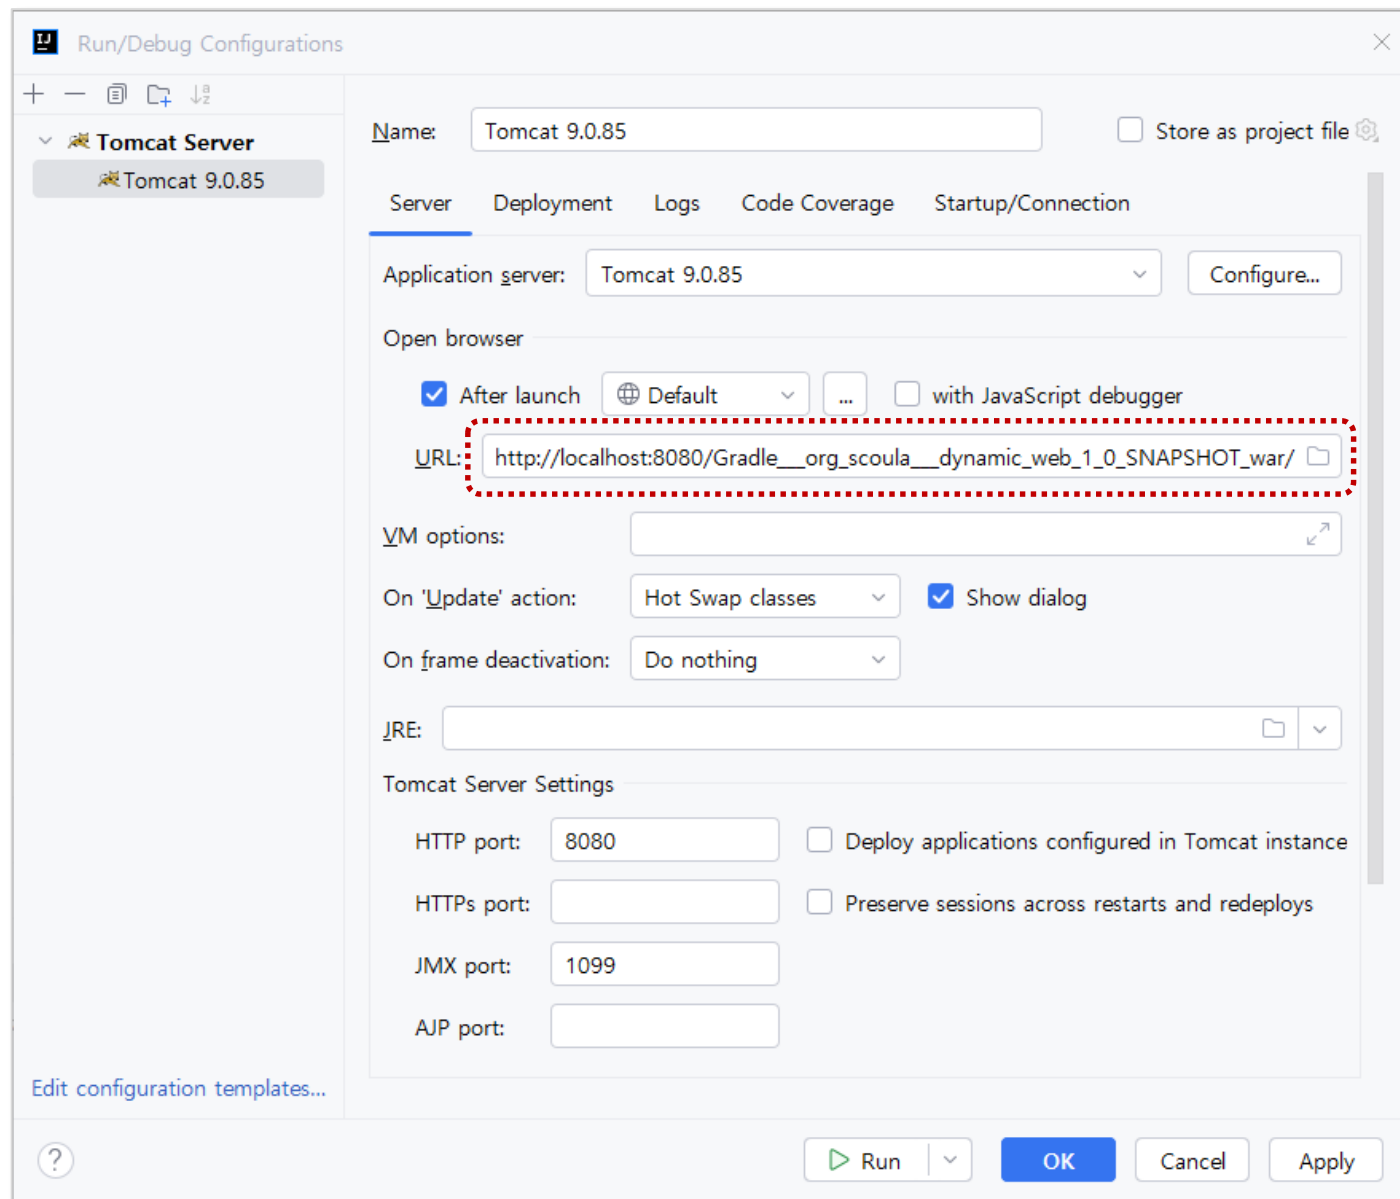 Run/Debug Configurations
Tomcat Server
Tomcat 9.0.85
Name: Tomcat 9.0.85 Store as project file
Server Deployment Logs Code Coverage Startup/Connection
Application server: Tomcat 9.0.85 Configure...
Open browser
After launch Default ... with JavaScript debugger
URL: http://localhost:8080/Gradle___org_scoula___dynamic_web_1_0_SNAPSHOT_war/
VM options:
On 'Update' action: Hot Swap classes Show dialog
On frame deactivation: Do nothing
JRE:
Tomcat Server Settings
HTTP port: 8080 Deploy applications configured in Tomcat instance
HTTPs port: Preserve sessions across restarts and redeploys
JMX port: 1099
AJP port:
Edit configuration templates...
? Run OK Cancel Apply